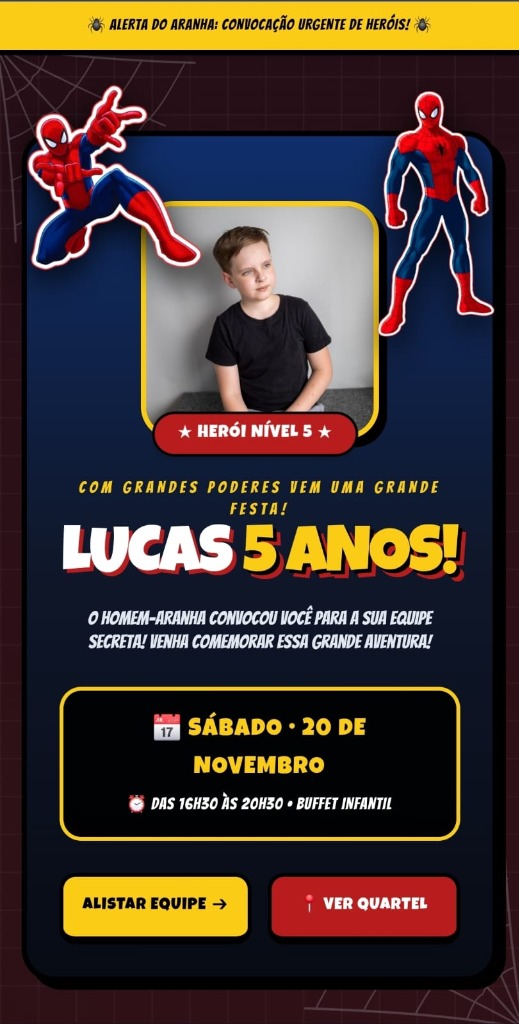 🕷️ ALERTA DO ARANHA: CONVOCAÇÃO URGENTE DE HERÓIS! 🕷️
★ HERÓI NÍVEL 5 ★
COM GRANDES PODERES VEM UMA GRANDE
FESTA!
LUCAS 5 ANOS!
O HOMEM-ARANHA CONVOCOU VOCÊ PARA A SUA EQUIPE
SECRETA! VENHA COMEMORAR ESSA GRANDE AVENTURA!
📅 SÁBADO • 20 DE
NOVEMBRO
⏰ DAS 16H30 ÀS 20H30 • BUFFET INFANTIL
ALISTAR EQUIPE →
📍 VER QUARTEL